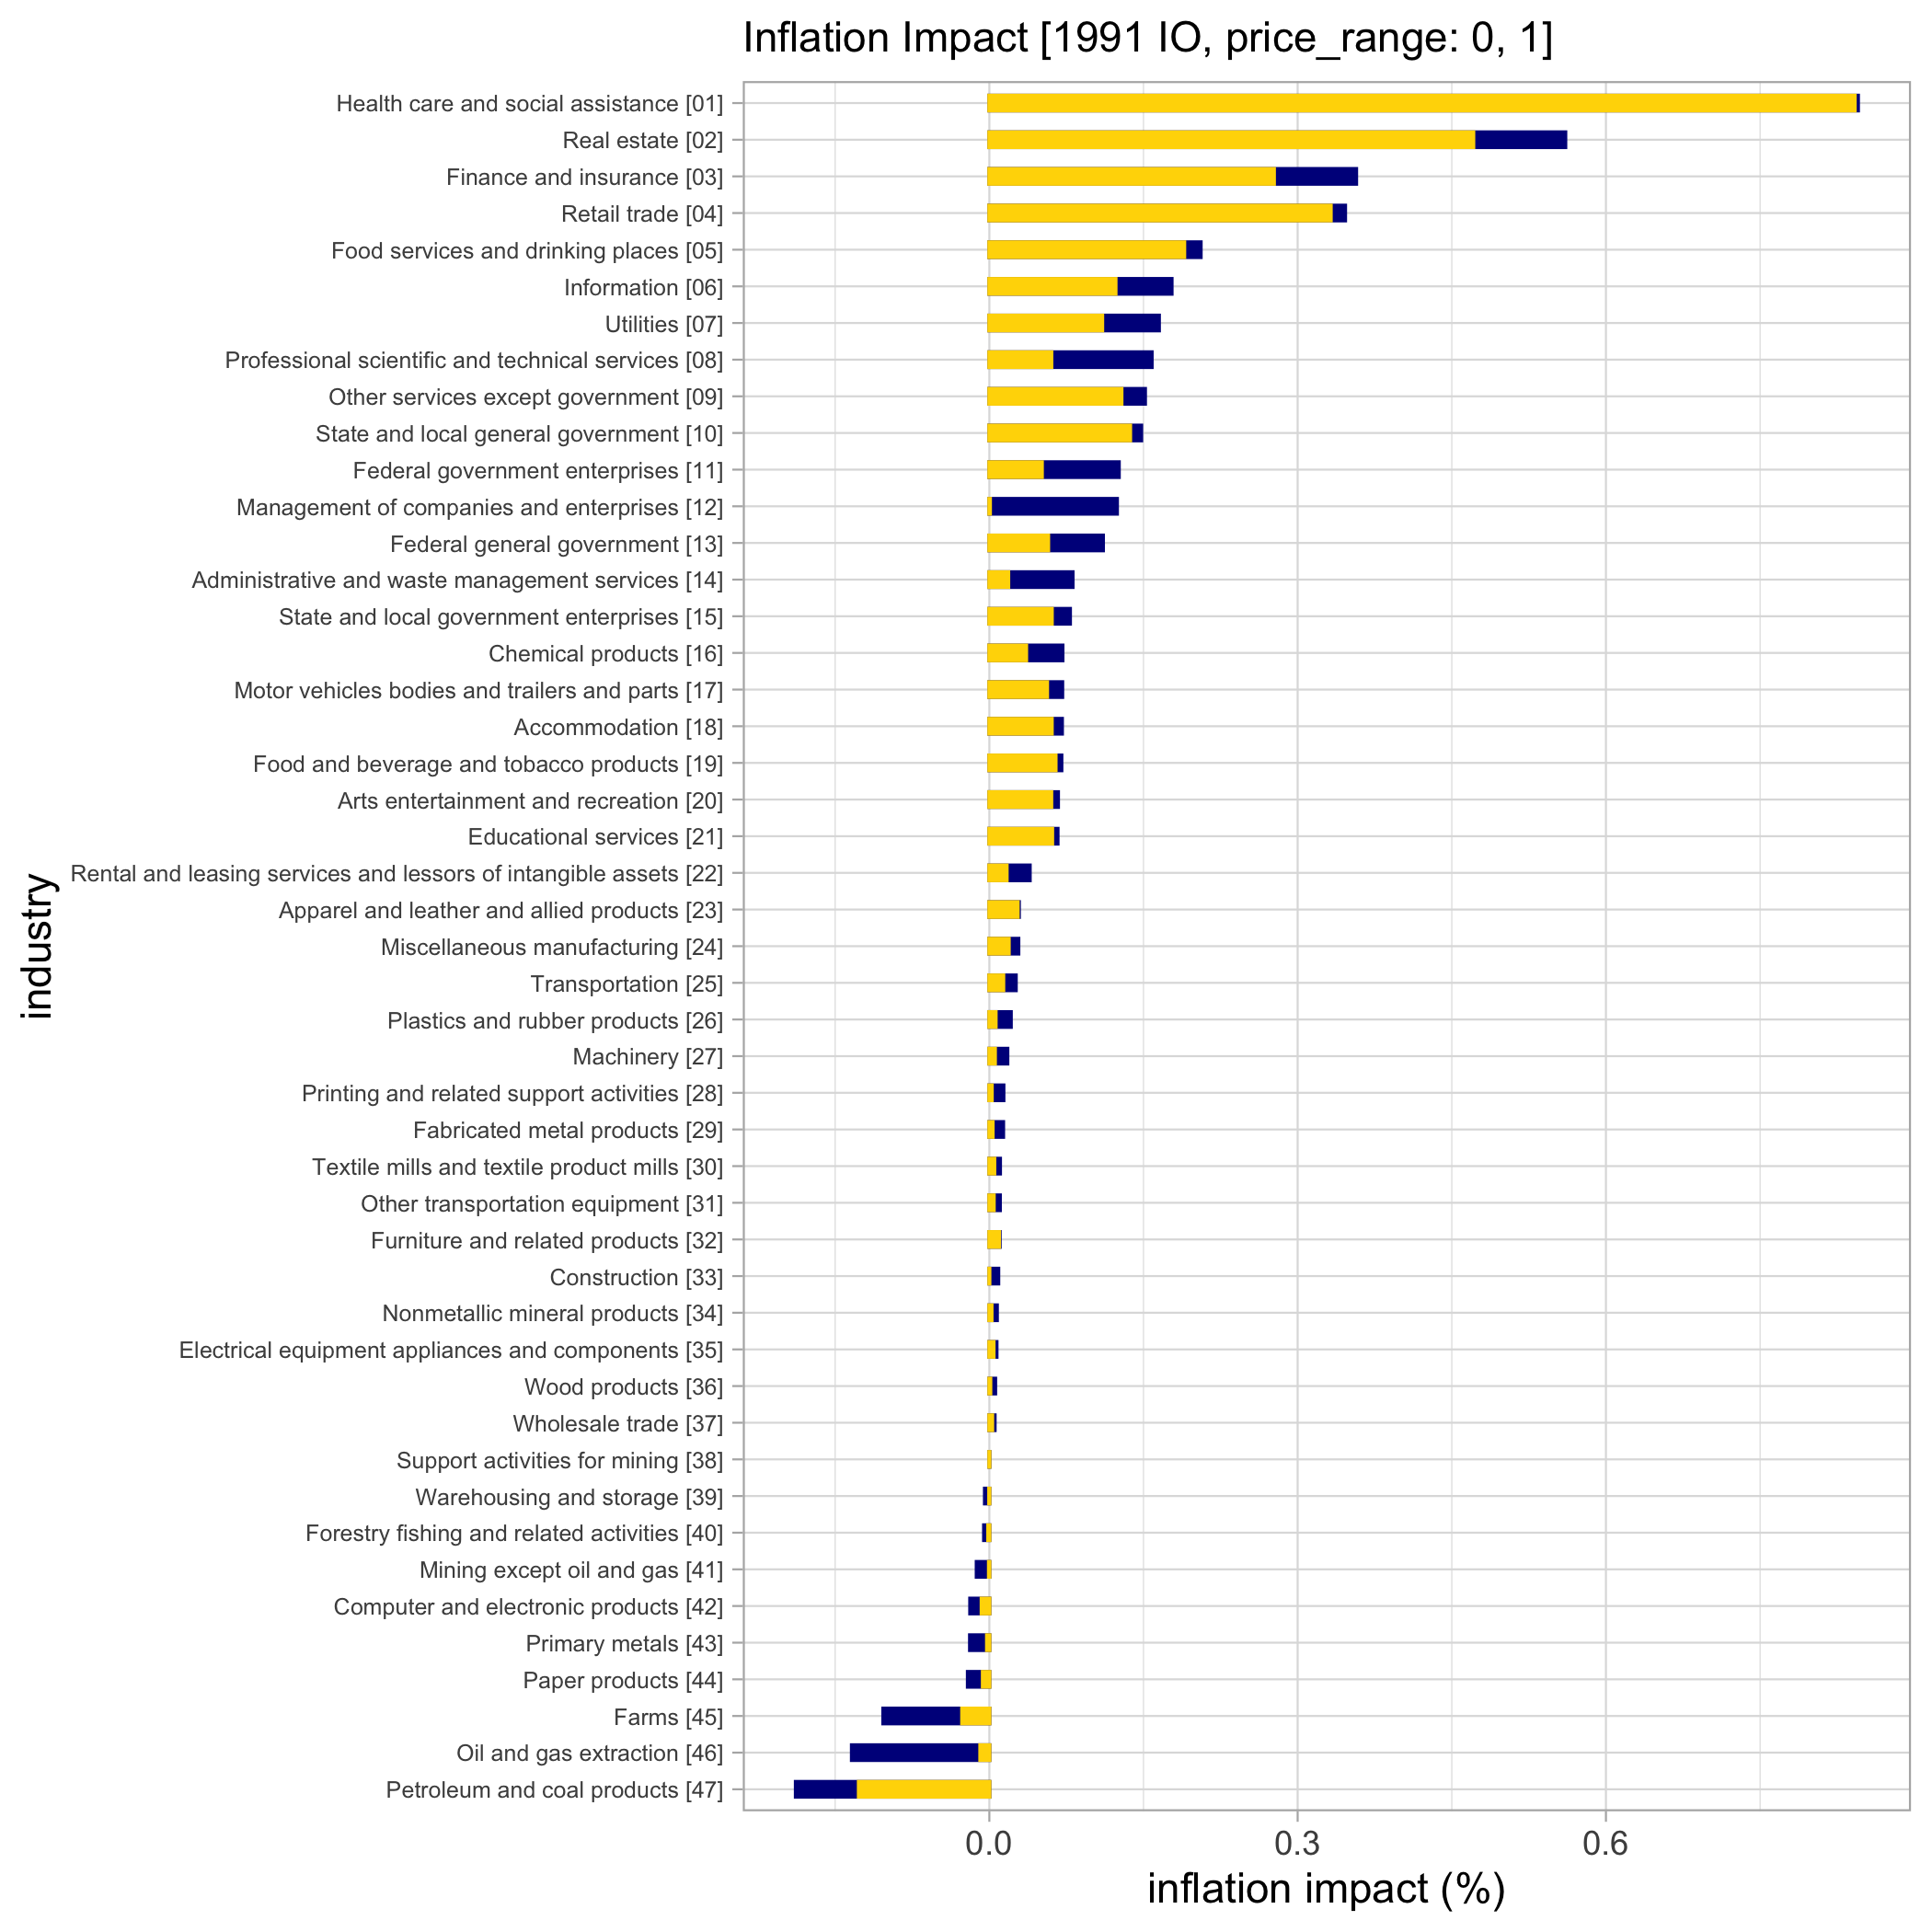 Inflation Impact [1991 IO, price_range: 0, 1]
Health care and social assistance [01]
Real estate [02]
Finance and insurance [03]
Retail trade [04]
Food services and drinking places [05]
Information [06]
Utilities [07]
Professional scientific and technical services [08]
Other services except government [09]
State and local general government [10]
Federal government enterprises [11]
Management of companies and enterprises [12]
Federal general government [13]
Administrative and waste management services [14]
State and local government enterprises [15]
Chemical products [16]
Motor vehicles bodies and trailers and parts [17]
Accommodation [18]
Food and beverage and tobacco products [19]
Arts entertainment and recreation [20]
Educational services [21]
Rental and leasing services and lessors of intangible assets [22]
Apparel and leather and allied products [23]
Miscellaneous manufacturing [24]
Transportation [25]
Plastics and rubber products [26]
Machinery [27]
Printing and related support activities [28]
Fabricated metal products [29]
Textile mills and textile product mills [30]
Other transportation equipment [31]
Furniture and related products [32]
Construction [33]
Nonmetallic mineral products [34]
Electrical equipment appliances and components [35]
Wood products [36]
Wholesale trade [37]
Support activities for mining [38]
Warehousing and storage [39]
Forestry fishing and related activities [40]
Mining except oil and gas [41]
Computer and electronic products [42]
Primary metals [43]
Paper products [44]
Farms [45]
Oil and gas extraction [46]
Petroleum and coal products [47]
industry
0.0 0.3 0.6
inflation impact (%)